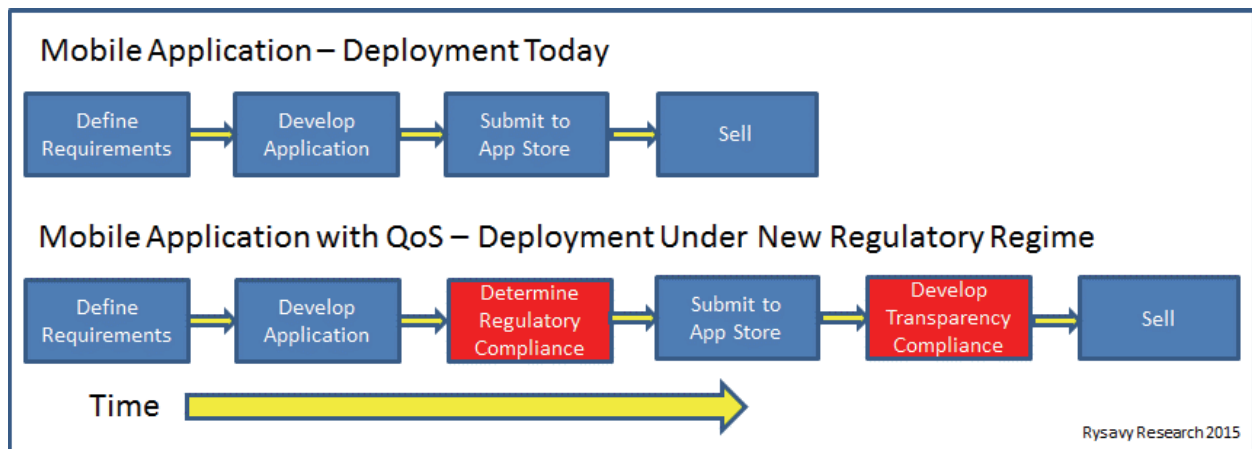 Mobile Application – Deployment Today
Define
Requirements
Develop
Application
Submit to
App Store
Sell
Mobile Application with QoS – Deployment Under New Regulatory Regime
Define
Requirements
Develop
Application
Determine
Regulatory
Compliance
Submit to
App Store
Develop
Transparency
Compliance
Sell
Time
Rysavy Research 2015